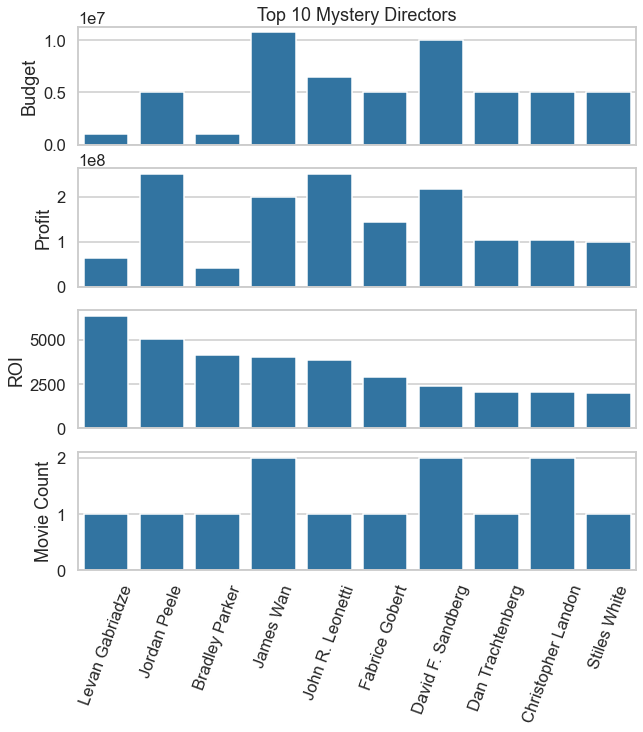 Top 10 Mystery Directors
1e7
1.0
0.5
0.0
Budget
1e8
2
1
0
Profit
5000
2500
0
ROI
2
1
0
Movie Count
Levan Gabriadze
Jordan Peele
Bradley Parker
James Wan
John R. Leonetti
Fabrice Gobert
David F. Sandberg
Dan Trachtenberg
Christopher Landon
Stiles White